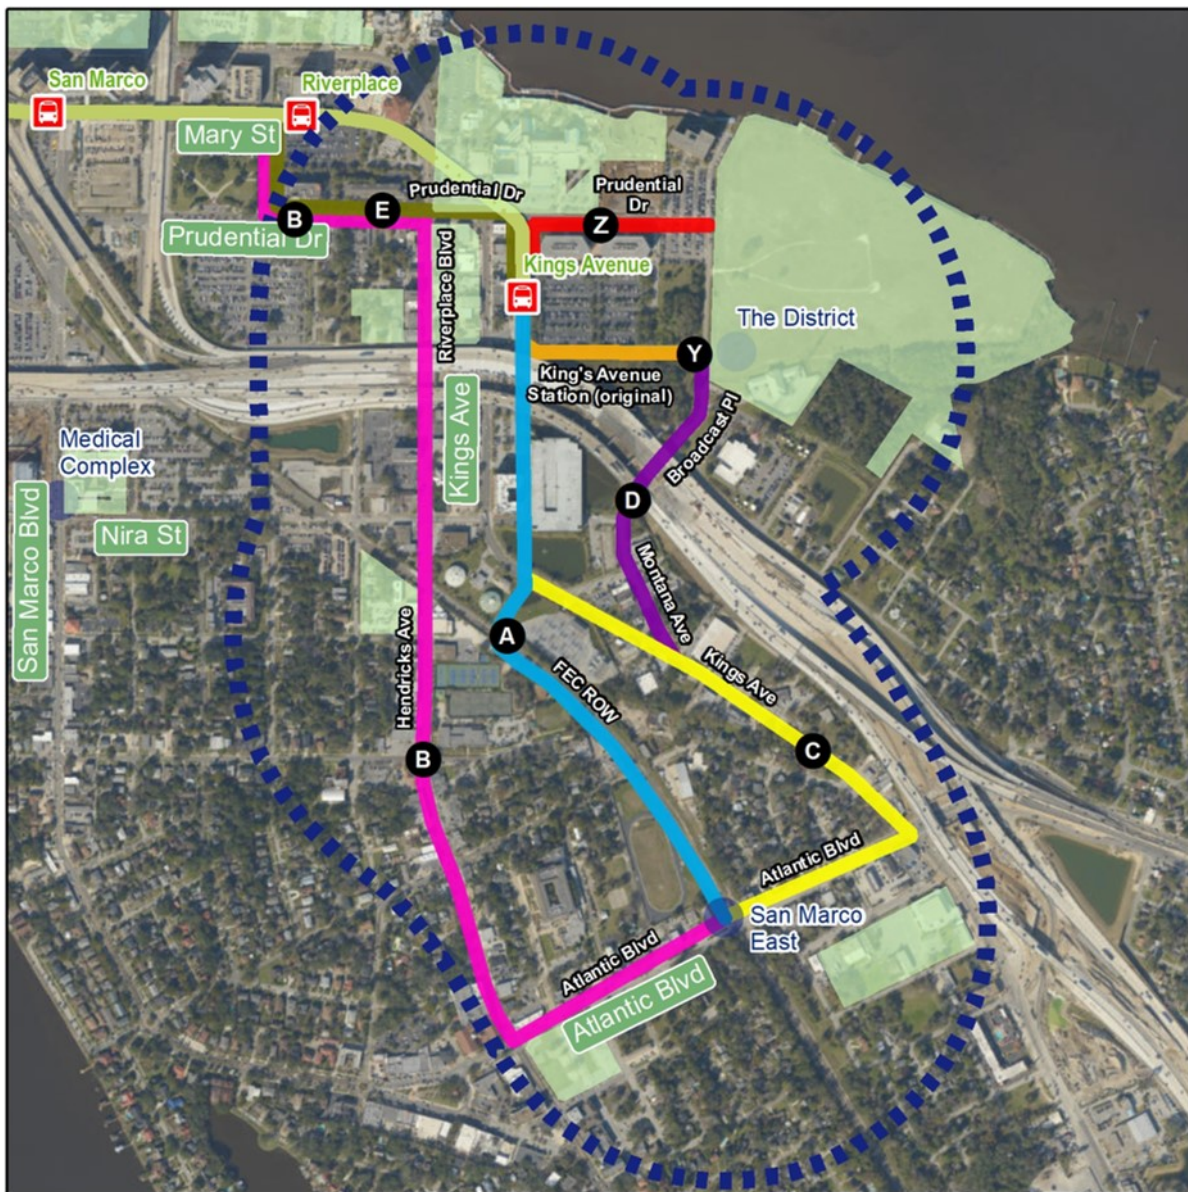 San Marco
Riverplace
Mary St
Prudential Dr
Prudential
Dr
B
E
Z
Prudential Dr
Kings Avenue
Riverplace Blvd
The District
Y
King's Avenue
Station (original)
Kings Ave
Broadcast Pl
Medical
Complex
San Marco Blvd
D
Nira St
Montana Ave
A
Hendricks Ave
FEC ROW
Kings Ave
B
C
Atlantic Blvd
San Marco
East
Atlantic Blvd
Atlantic Blvd